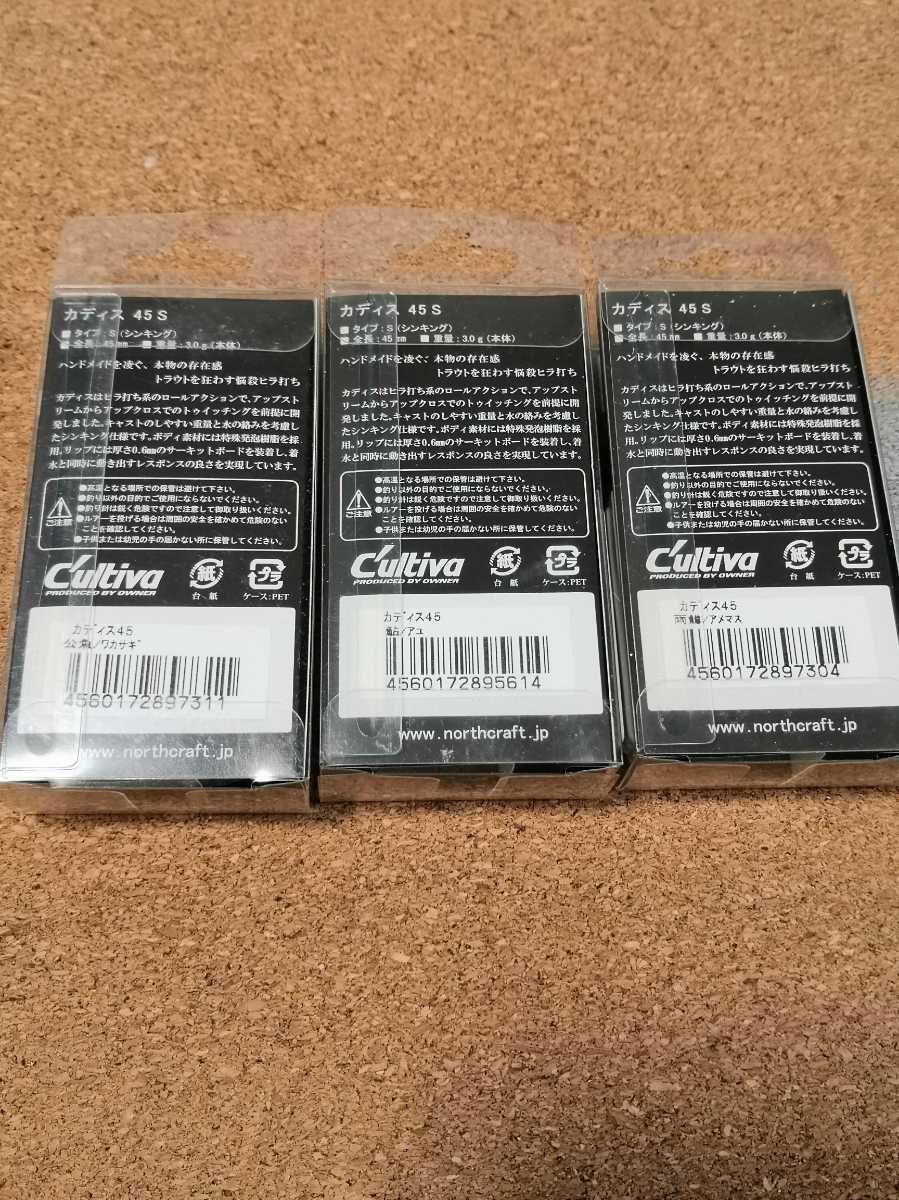 カディス 45 S
■ タイプ：S（シンキング）
■ 全長：45mm ■ 重量：3.0g（本体）
ハンドメイドを凌ぐ、本物の存在感
トラウトを狂わす悩殺ヒラ打ち
カディスはヒラ打ち系のロールアクションで、アップスト
リームからアップクロスでのトゥイッチングを前提に開
発しました。キャストのしやすい重量と水の絡みを考慮し
たシンキング仕様です。ボディ素材には特殊発泡樹脂を採
用。リップには厚さ0.6mmのサーキットボードを装着し、着
水と同時に動き出すレスポンスの良さを実現しています。
ご注意
●高温となる場所での保管は避けて下さい。
●釣り以外の目的でご使用にならないでください。
●釣り針は鋭く危険ですので注意して御取り扱いください。
●ルアーを投げる場合は周囲の安全を確かめて危険のない
ことを確認してください。
●子供または幼児の手の届かない所に保管してください。
C'ultiva
PRODUCED BY OWNER
紙
台 紙
プラ
ケース:PET
カディス45
公魚/ワカサギ
4560172897311
www.northcraft.jp
カディス 45 S
■ タイプ：S（シンキング）
■ 全長：45mm ■ 重量：3.0g（本体）
ハンドメイドを凌ぐ、本物の存在感
トラウトを狂わす悩殺ヒラ打ち
カディスはヒラ打ち系のロールアクションで、アップスト
リームからアップクロスでのトゥイッチングを前提に開
発しました。キャストのしやすい重量と水の絡みを考慮し
たシンキング仕様です。ボディ素材には特殊発泡樹脂を採
用。リップには厚さ0.6mmのサーキットボードを装着し、着
水と同時に動き出すレスポンスの良さを実現しています。
ご注意
●高温となる場所での保管は避けて下さい。
●釣り以外の目的でご使用にならないでください。
●釣り針は鋭く危険ですので注意して御取り扱いください。
●ルアーを投げる場合は周囲の安全を確かめて危険のない
ことを確認してください。
●子供または幼児の手の届かない所に保管してください。
C'ultiva
PRODUCED BY OWNER
紙
台 紙
プラ
ケース:PET
カディス45
鮎/アユ
4560172895614
www.northcraft.jp
カディス 45 S
■ タイプ：S（シンキング）
■ 全長：45mm ■ 重量：3.0g（本体）
ハンドメイドを凌ぐ、本物の存在感
トラウトを狂わす悩殺ヒラ打ち
カディスはヒラ打ち系のロールアクションで、アップスト
リームからアップクロスでのトゥイッチングを前提に開
発しました。キャストのしやすい重量と水の絡みを考慮し
たシンキング仕様です。ボディ素材には特殊発泡樹脂を採
用。リップには厚さ0.6mmのサーキットボードを装着し、着
水と同時に動き出すレスポンスの良さを実現しています。
ご注意
●高温となる場所での保管は避けて下さい。
●釣り以外の目的でご使用にならないでください。
●釣り針は鋭く危険ですので注意して御取り扱いください。
●ルアーを投げる場合は周囲の安全を確かめて危険のない
ことを確認してください。
●子供または幼児の手の届かない所に保管してください。
C'ultiva
PRODUCED BY OWNER
紙
台 紙
プラ
ケース:PET
カディス45
雨鱒/アメマス
4560172897304
www.northcraft.jp